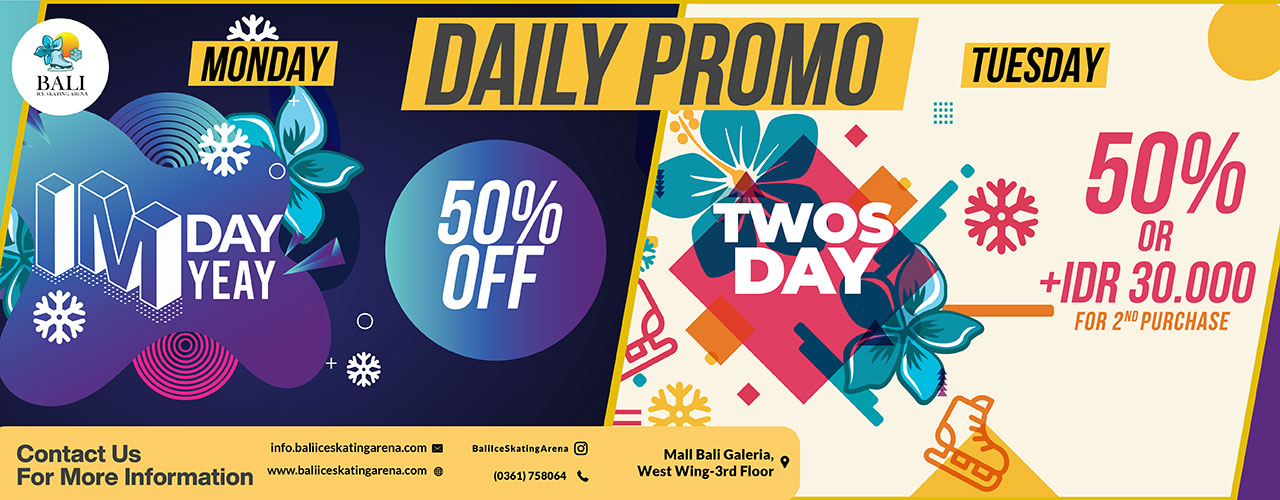 BALI
ICE SKATING ARENA
DAILY PROMO
MONDAY
IM DAY
YEAY
50%
OFF
TUESDAY
TWOS
DAY
50%
OR
+IDR 30.000
FOR 2ND PURCHASE
Contact Us
For More Information
info.baliiceskatingarena.com
www.baliiceskatingarena.com
BaliIceSkatingArena
(0361) 758064
Mall Bali Galeria,
West Wing-3rd Floor